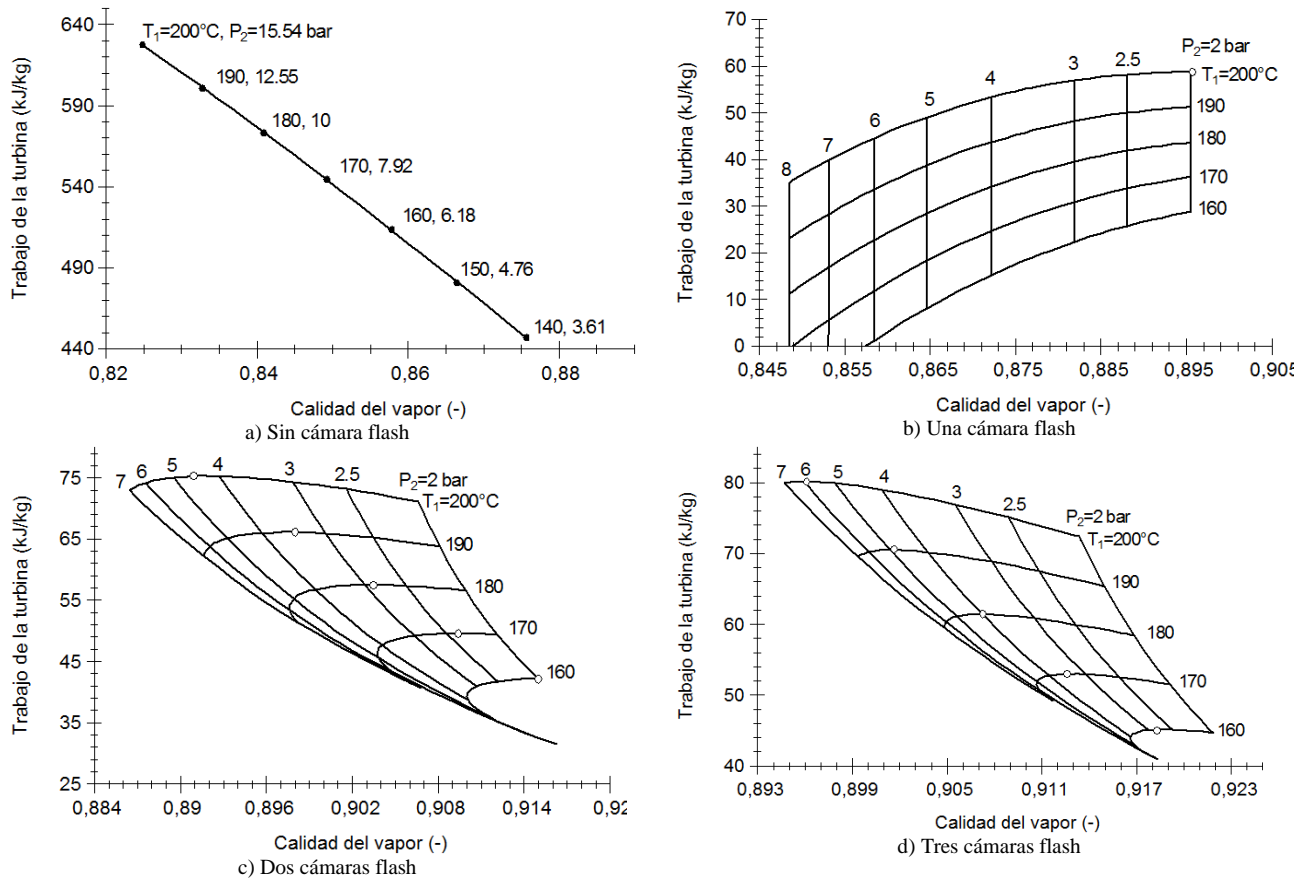 Trabajo de la turbina (kJ/kg)
640
590
540
490
440
T1=200°C, P2=15.54 bar
190, 12.55
180, 10
170, 7.92
160, 6.18
150, 4.76
140, 3.61
0,82 0,84 0,86 0,88
Calidad del vapor (-)
a) Sin cámara flash
Trabajo de la turbina (kJ/kg)
70
60
50
40
30
20
10
0
8 7 6 5 4 3 2.5
P2=2 bar
T1=200°C
190
180
170
160
0,845 0,855 0,865 0,875 0,885 0,895 0,905
Calidad del vapor (-)
b) Una cámara flash
Trabajo de la turbina (kJ/kg)
75
65
55
45
35
25
7 6 5 4 3 2.5
P2=2 bar
T1=200°C
190
180
170
160
0,884 0,89 0,896 0,902 0,908 0,914 0,92
Calidad del vapor (-)
c) Dos cámaras flash
Trabajo de la turbina (kJ/kg)
80
70
60
50
40
7 6 5 4 3 2.5
P2=2 bar
T1=200°C
190
180
170
160
0,893 0,899 0,905 0,911 0,917 0,923
Calidad del vapor (-)
d) Tres cámaras flash